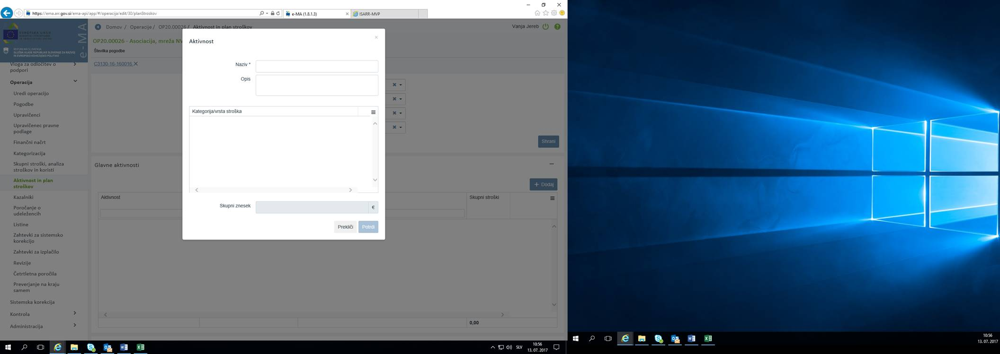 https://ema.arr.gov.si/ema-api/app/#/operacija/edit/30/planStroskov
e-MA (1.8.1.3)
ISARR-MVP
EVROPSKA UNIJA
REPUBLIKA SLOVENIJA
SLUŽBA VLADE REPUBLIKE SLOVENIJE ZA RAZVOJ
IN EVROPSKO KOHEZIJSKO POLITIKO
e-MA
Domov / Operacije / OP20.00026 / Aktivnost in plan stroškov
Vanja Jereb
OP20.00026 - Asociacija, mreža NV
Številka pogodbe
C3130-16-160016
Vloga za odločitev o
podpori
Operacija
Uredi operacijo
Pogodbe
Upravičenci
Upravičenec pravne
podlage
Finančni načrt
Kategorizacija
Skupni stroški, analiza
stroškov in koristi
Aktivnost in plan
stroškov
Kazalniki
Poročanje o
udeležencih
Listine
Zahtevki za sistemsko
korekcijo
Zahtevki za izplačilo
Revizije
Četrtletna poročila
Preverjanje na kraju
samem
Sistemska korekcija
Kontrola
Administracija
Aktivnost
Naziv *
Opis
Kategorija/vrsta stroška
Skupni znesek
€
Prekliči
Potrdi
Shrani
Glavne aktivnosti
+ Dodaj
Aktivnost
Skupni stroški
0,00
SLV
10:56
13. 07. 2017
10:56
13. 07. 2017